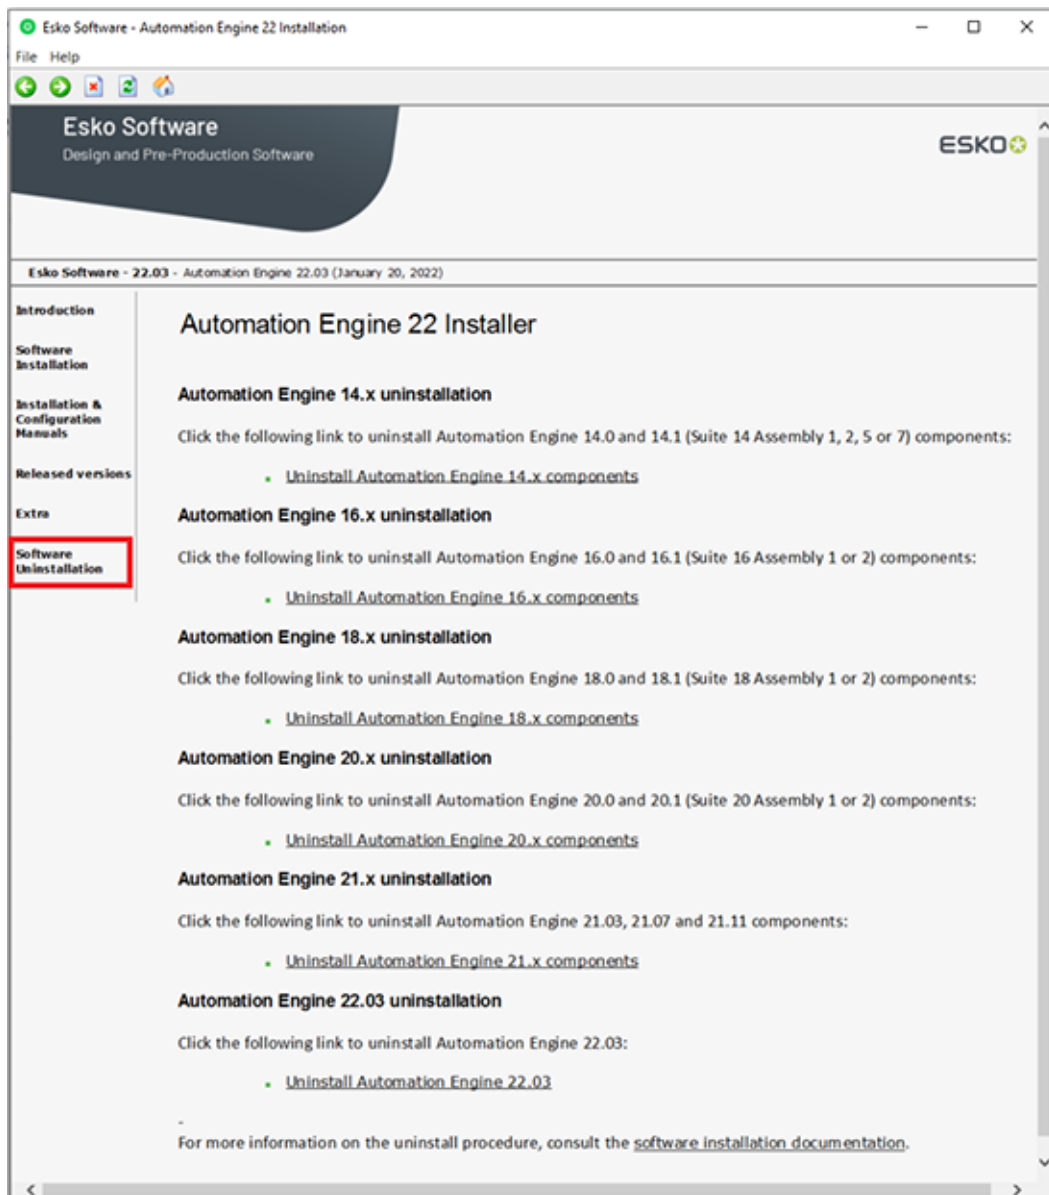 Esko Software - Automation Engine 22 Installation
File Help
Esko Software
Design and Pre-Production Software
ESKO
Esko Software - 22.03 - Automation Engine 22.03 (January 20, 2022)
Introduction
Software
Installation
Installation &
Configuration
Manuals
Released versions
Extra
Software
Uninstallation
Automation Engine 22 Installer
Automation Engine 14.x uninstallation
Click the following link to uninstall Automation Engine 14.0 and 14.1 (Suite 14 Assembly 1, 2, 5 or 7) components:
Uninstall Automation Engine 14.x components
Automation Engine 16.x uninstallation
Click the following link to uninstall Automation Engine 16.0 and 16.1 (Suite 16 Assembly 1 or 2) components:
Uninstall Automation Engine 16.x components
Automation Engine 18.x uninstallation
Click the following link to uninstall Automation Engine 18.0 and 18.1 (Suite 18 Assembly 1 or 2) components:
Uninstall Automation Engine 18.x components
Automation Engine 20.x uninstallation
Click the following link to uninstall Automation Engine 20.0 and 20.1 (Suite 20 Assembly 1 or 2) components:
Uninstall Automation Engine 20.x components
Automation Engine 21.x uninstallation
Click the following link to uninstall Automation Engine 21.03, 21.07 and 21.11 components:
Uninstall Automation Engine 21.x components
Automation Engine 22.03 uninstallation
Click the following link to uninstall Automation Engine 22.03:
Uninstall Automation Engine 22.03
-
For more information on the uninstall procedure, consult the software installation documentation.